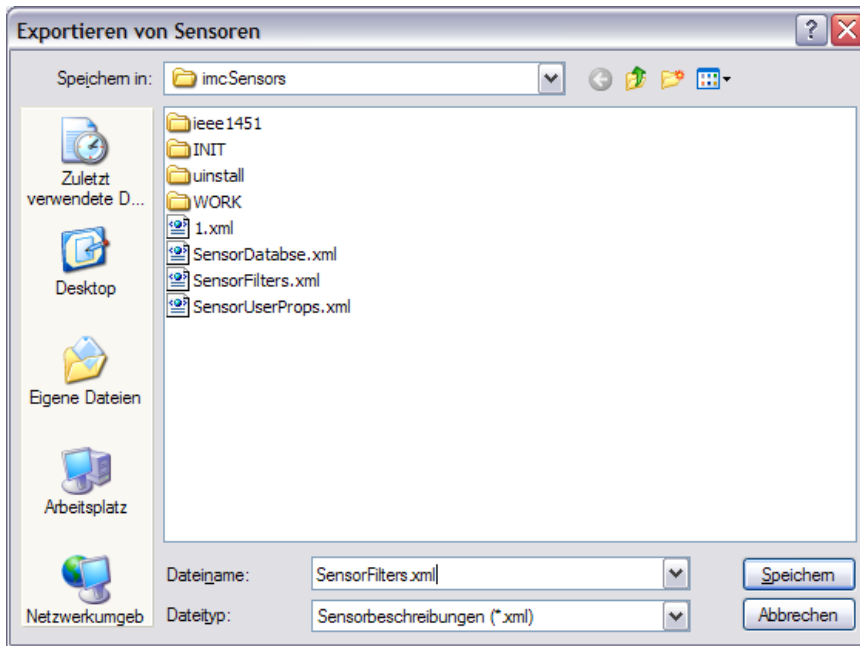 Exportieren von Sensoren
Speichern in: imcSensors
ieee1451
INIT
uinstall
WORK
1.xml
SensorDatabse.xml
SensorFilters.xml
SensorUserProps.xml
Zuletzt
verwendete D...
Desktop
Eigene Dateien
Arbeitsplatz
Netzwerkumgeb
Dateiname: SensorFilters.xml Speichern
Dateityp: Sensorbeschreibungen (*.xml) Abbrechen